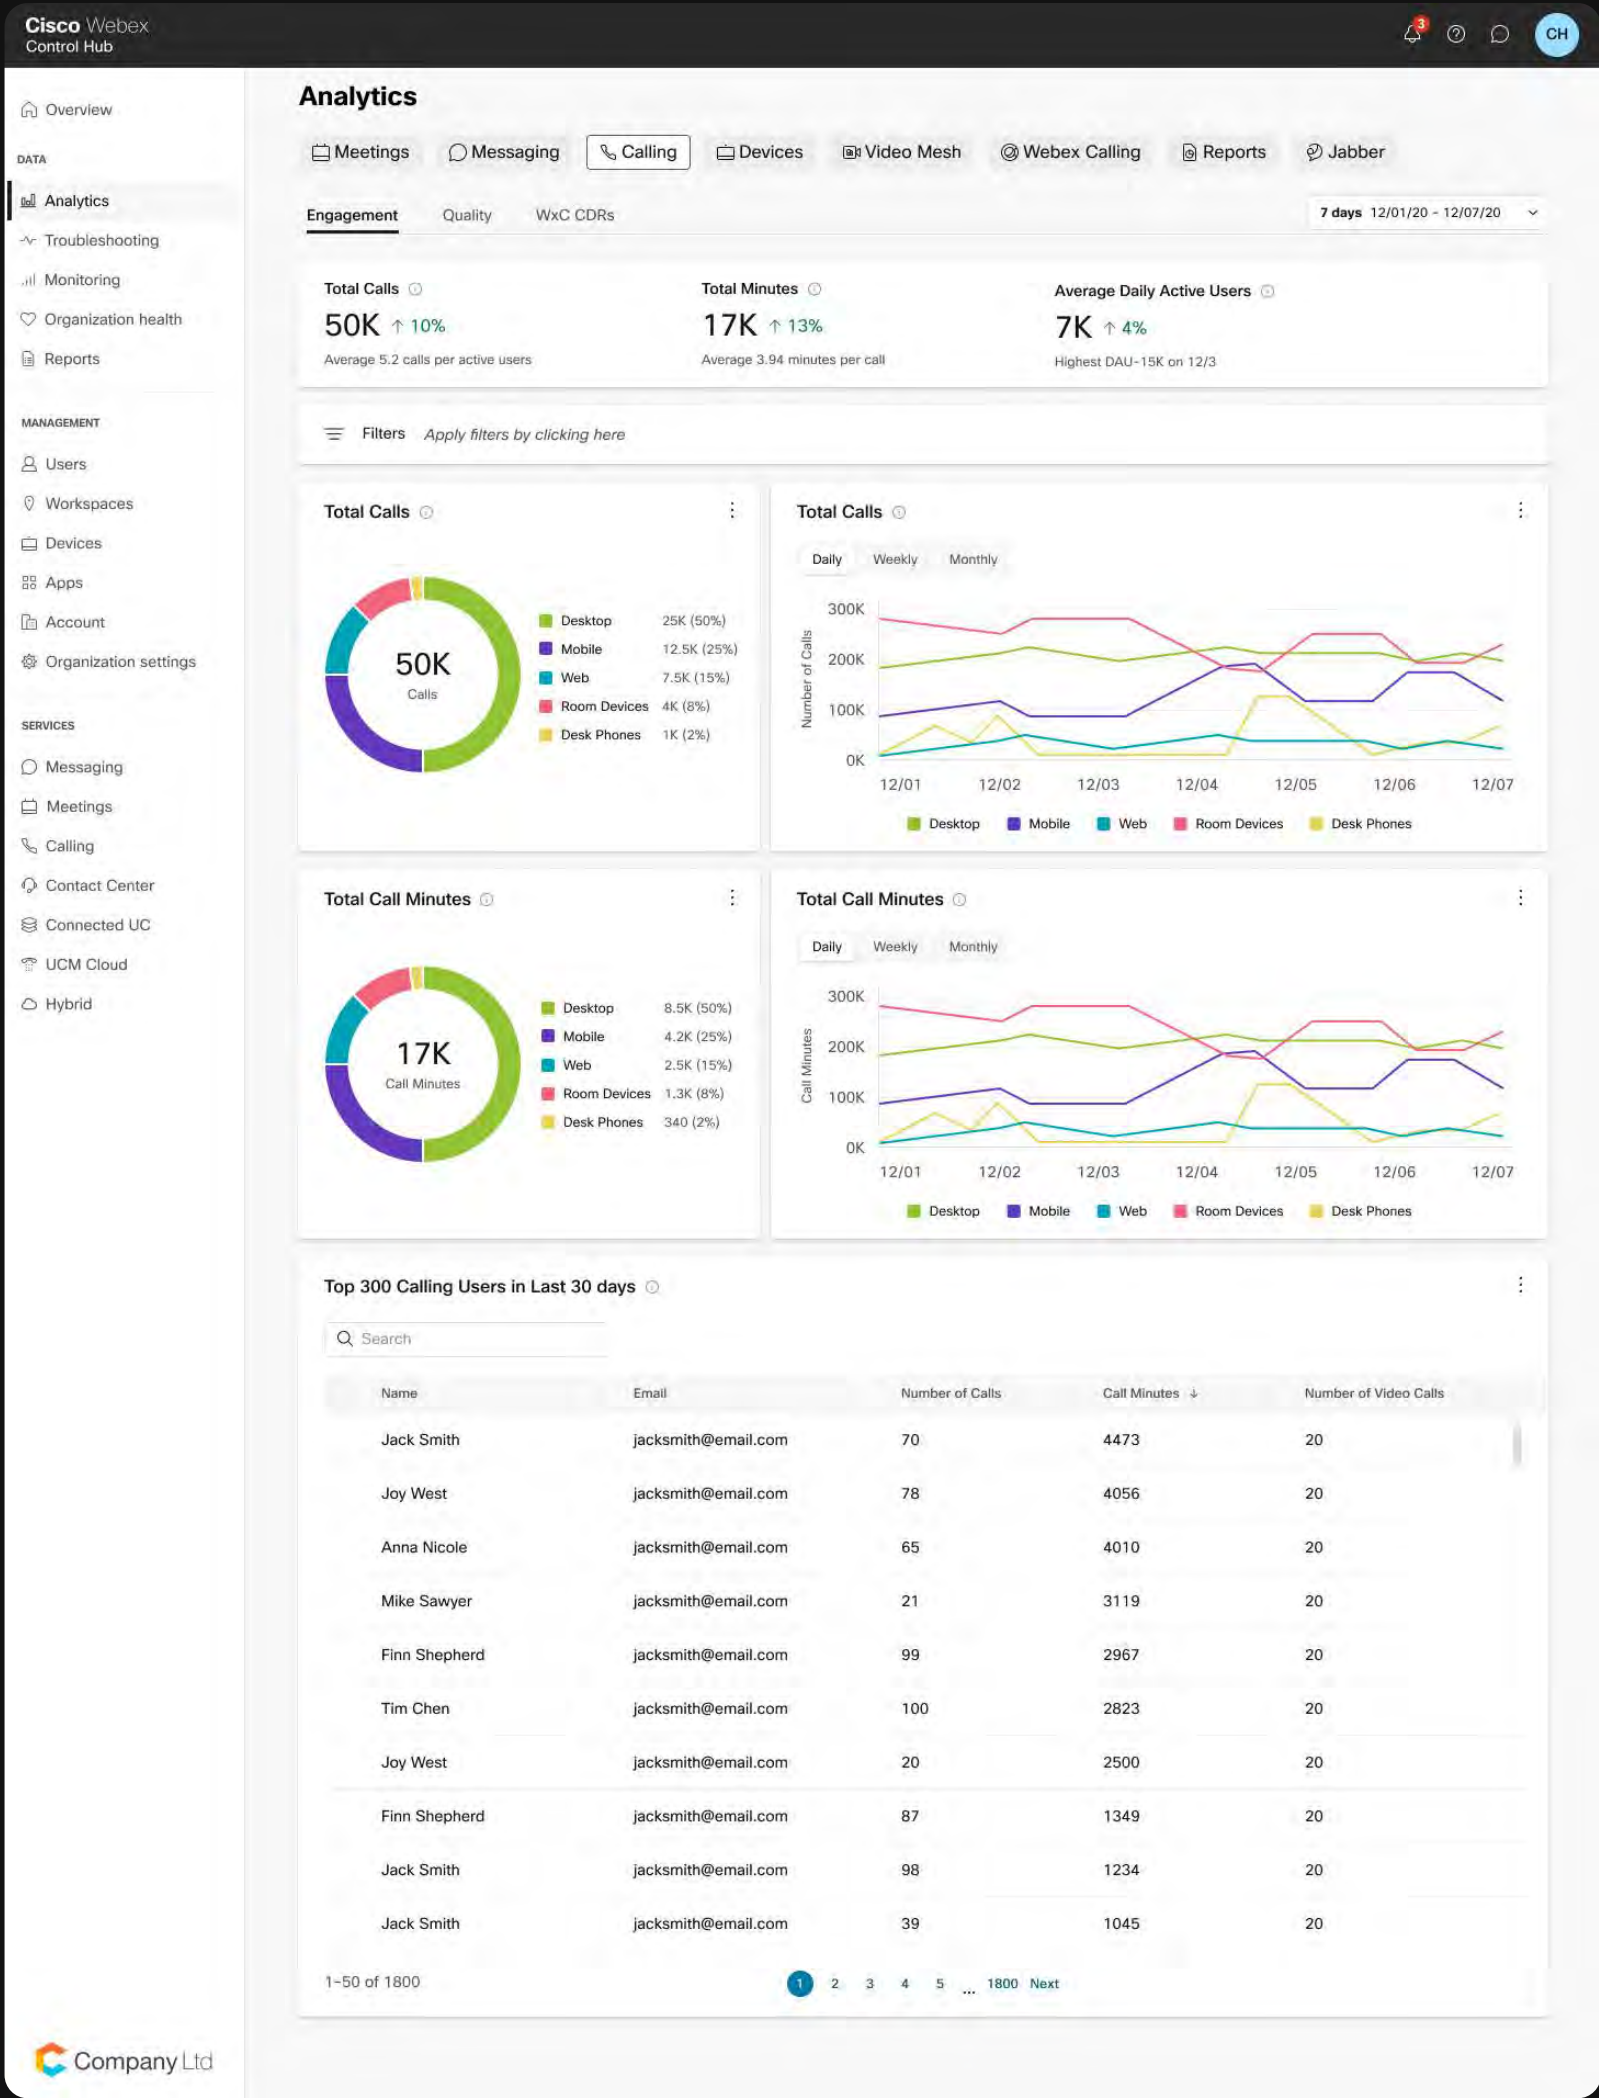 Cisco Webex
Control Hub
3
CH
Overview
DATA
Analytics
Troubleshooting
Monitoring
Organization health
Reports
MANAGEMENT
Users
Workspaces
Devices
Apps
Account
Organization settings
SERVICES
Messaging
Meetings
Calling
Contact Center
Connected UC
UCM Cloud
Hybrid
Company Ltd
Analytics
Meetings Messaging Calling Devices Video Mesh Webex Calling Reports Jabber
Engagement Quality WxC CDRs
7 days 12/01/20 - 12/07/20
Total Calls
50K ↑ 10%
Average 5.2 calls per active users
Total Minutes
17K ↑ 13%
Average 3.94 minutes per call
Average Daily Active Users
7K ↑ 4%
Highest DAU-15K on 12/3
Filters Apply filters by clicking here
Total Calls
50K
Calls
Desktop 25K (50%)
Mobile 12.5K (25%)
Web 7.5K (15%)
Room Devices 4K (8%)
Desk Phones 1K (2%)
Total Calls
Daily Weekly Monthly
Number of Calls
300K
200K
100K
0K
12/01 12/02 12/03 12/04 12/05 12/06 12/07
Desktop Mobile Web Room Devices Desk Phones
Total Call Minutes
17K
Call Minutes
Desktop 8.5K (50%)
Mobile 4.2K (25%)
Web 2.5K (15%)
Room Devices 1.3K (8%)
Desk Phones 340 (2%)
Total Call Minutes
Daily Weekly Monthly
Call Minutes
300K
200K
100K
0K
12/01 12/02 12/03 12/04 12/05 12/06 12/07
Desktop Mobile Web Room Devices Desk Phones
Top 300 Calling Users in Last 30 days
Search
Name Email Number of Calls Call Minutes ↓ Number of Video Calls
Jack Smith jacksmith@email.com 70 4473 20
Joy West jacksmith@email.com 78 4056 20
Anna Nicole jacksmith@email.com 65 4010 20
Mike Sawyer jacksmith@email.com 21 3119 20
Finn Shepherd jacksmith@email.com 99 2967 20
Tim Chen jacksmith@email.com 100 2823 20
Joy West jacksmith@email.com 20 2500 20
Finn Shepherd jacksmith@email.com 87 1349 20
Jack Smith jacksmith@email.com 98 1234 20
Jack Smith jacksmith@email.com 39 1045 20
1-50 of 1800
1 2 3 4 5 ... 1800 Next